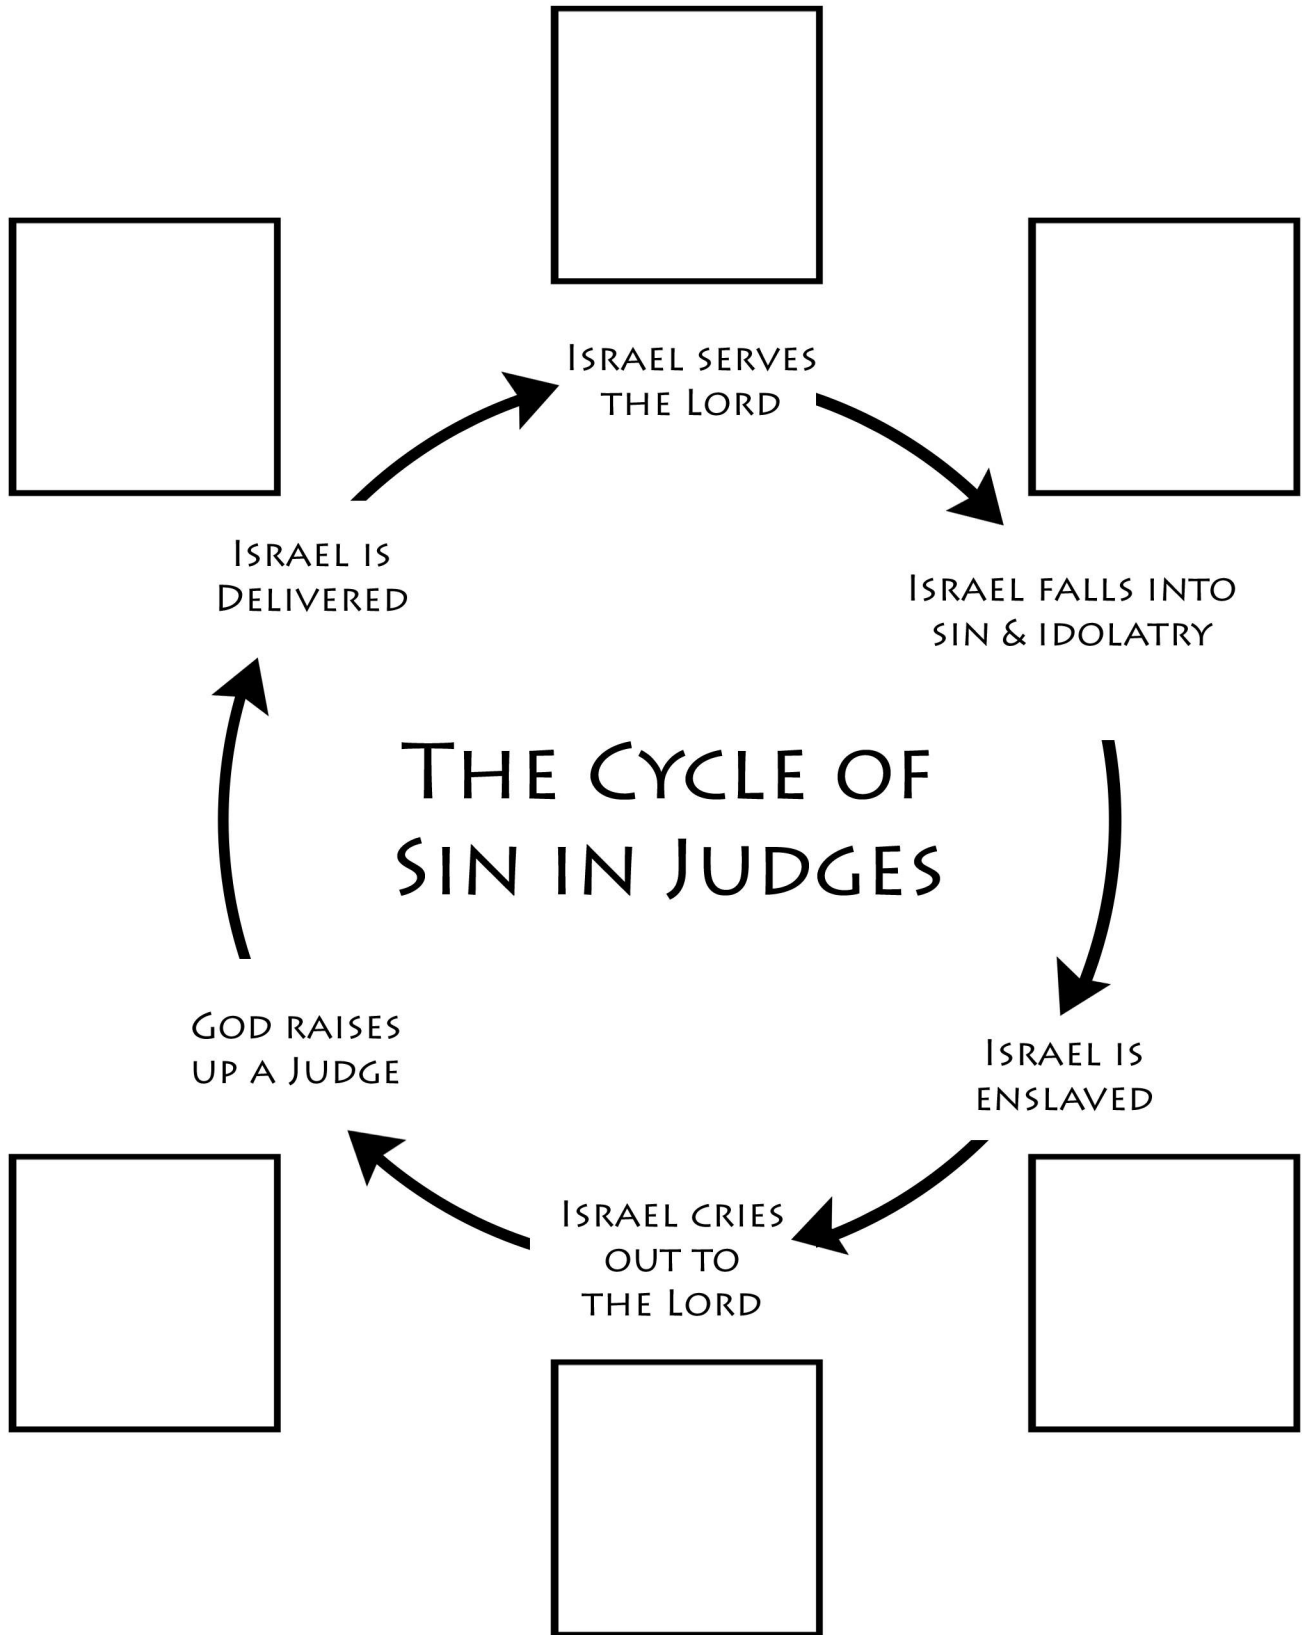 Israel serves
the Lord
Israel is
Delivered
Israel falls into
sin & idolatry
The Cycle of
Sin in Judges
God raises
up a Judge
Israel is
enslaved
Israel cries
out to
the Lord